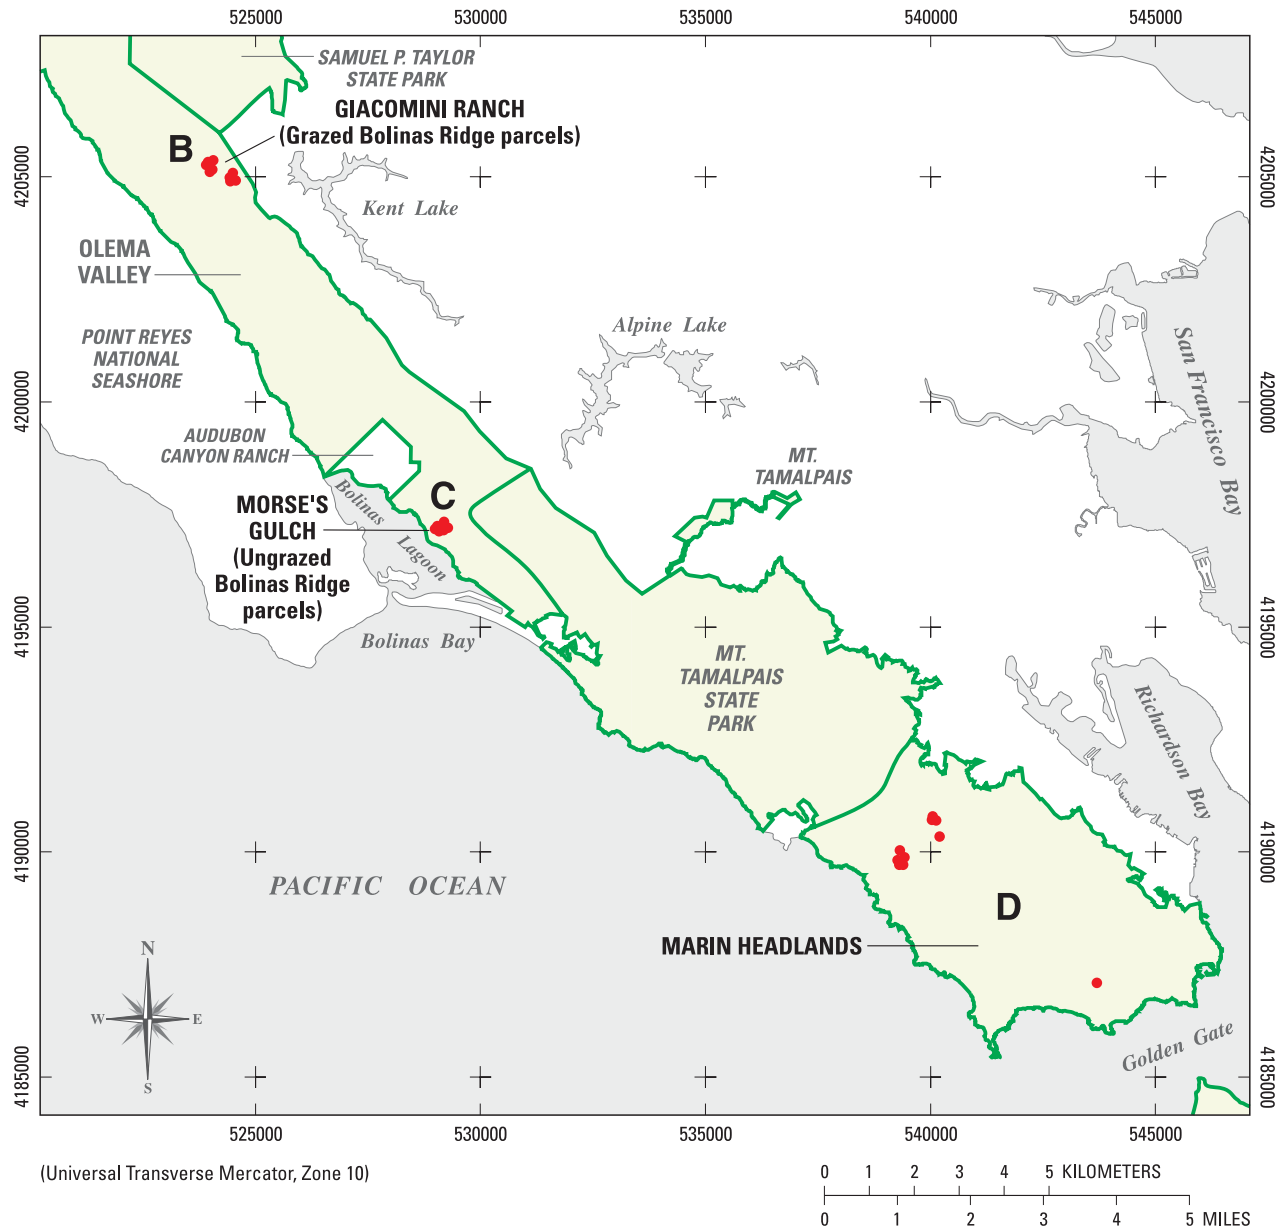 525000 530000 535000 540000 545000
SAMUEL P. TAYLOR
STATE PARK
GIACOMINI RANCH
(Grazed Bolinas Ridge parcels)
B
4205000
4205000
Kent Lake
OLEMA
VALLEY
POINT REYES
NATIONAL
SEASHORE
Alpine Lake
San Francisco Bay
4200000
4200000
AUDUBON
CANYON RANCH
MT.
TAMALPAIS
Bolinas
Lagoon
C
MORSE'S
GULCH
(Ungrazed
Bolinas Ridge
parcels)
4195000
4195000
Bolinas Bay
MT.
TAMALPAIS
STATE
PARK
Richardson Bay
4190000
4190000
PACIFIC OCEAN
D
MARIN HEADLANDS
N
W E
S
Golden Gate
4185000
4185000
525000 530000 535000 540000 545000
(Universal Transverse Mercator, Zone 10)
0 1 2 3 4 5 KILOMETERS
0 1 2 3 4 5 MILES